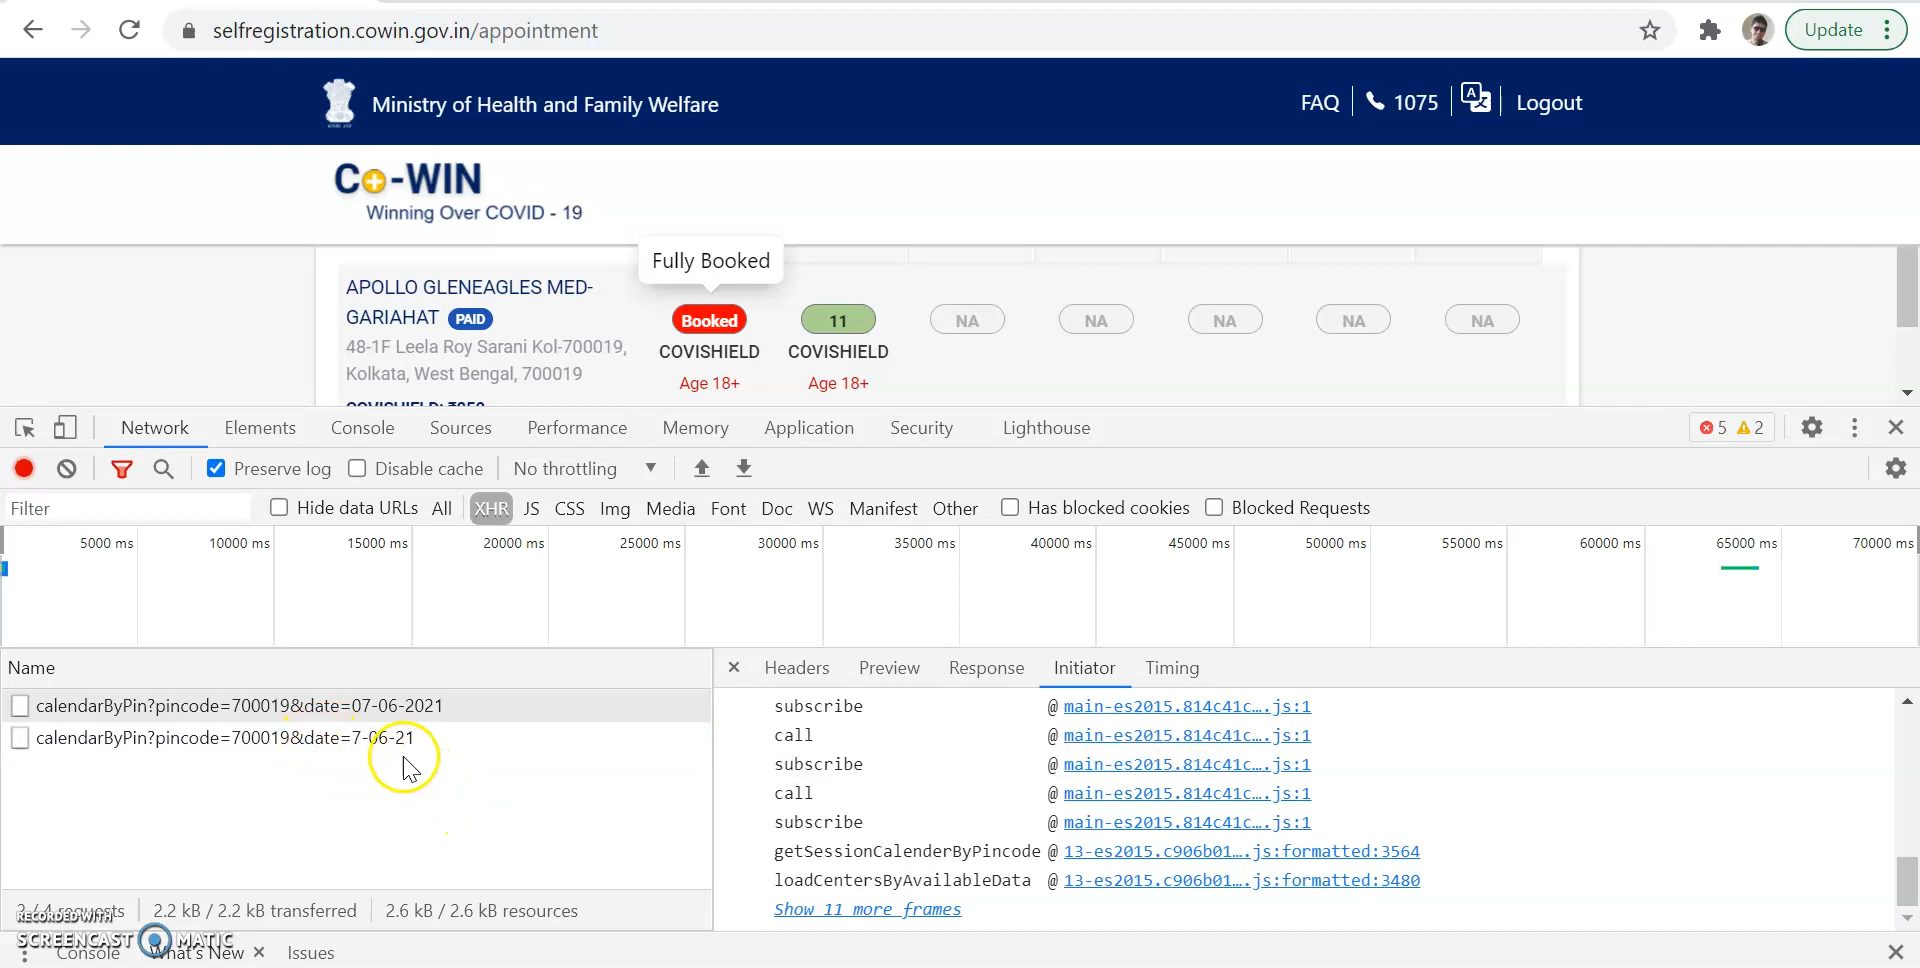 selfregistration.cowin.gov.in/appointment
Update
Ministry of Health and Family Welfare
FAQ
1075
Logout
Co-WIN
Winning Over COVID - 19
Fully Booked
APOLLO GLENEAGLES MED-
GARIAHAT PAID
48-1F Leela Roy Sarani Kol-700019,
Kolkata, West Bengal, 700019
COVISHIELD: ₹850
Booked 11 NA NA NA NA NA
COVISHIELD COVISHIELD
Age 18+ Age 18+
Network Elements Console Sources Performance Memory Application Security Lighthouse 5 2
Preserve log Disable cache No throttling
Filter Hide data URLs All XHR JS CSS Img Media Font Doc WS Manifest Other Has blocked cookies Blocked Requests
5000 ms 10000 ms 15000 ms 20000 ms 25000 ms 30000 ms 35000 ms 40000 ms 45000 ms 50000 ms 55000 ms 60000 ms 65000 ms 70000 ms
Name
calendarByPin?pincode=700019&date=07-06-2021
calendarByPin?pincode=700019&date=7-06-21
Headers Preview Response Initiator Timing
subscribe @ main-es2015.814c41c….js:1
call @ main-es2015.814c41c….js:1
subscribe @ main-es2015.814c41c….js:1
call @ main-es2015.814c41c….js:1
subscribe @ main-es2015.814c41c….js:1
getSessionCalenderByPincode @ 13-es2015.c906b01….js:formatted:3564
loadCentersByAvailableData @ 13-es2015.c906b01….js:formatted:3480
Show 11 more frames
2 / 4 requests 2.2 kB / 2.2 kB transferred 2.6 kB / 2.6 kB resources
RECORDED WITH
SCREENCAST MATIC
Console What's New Issues